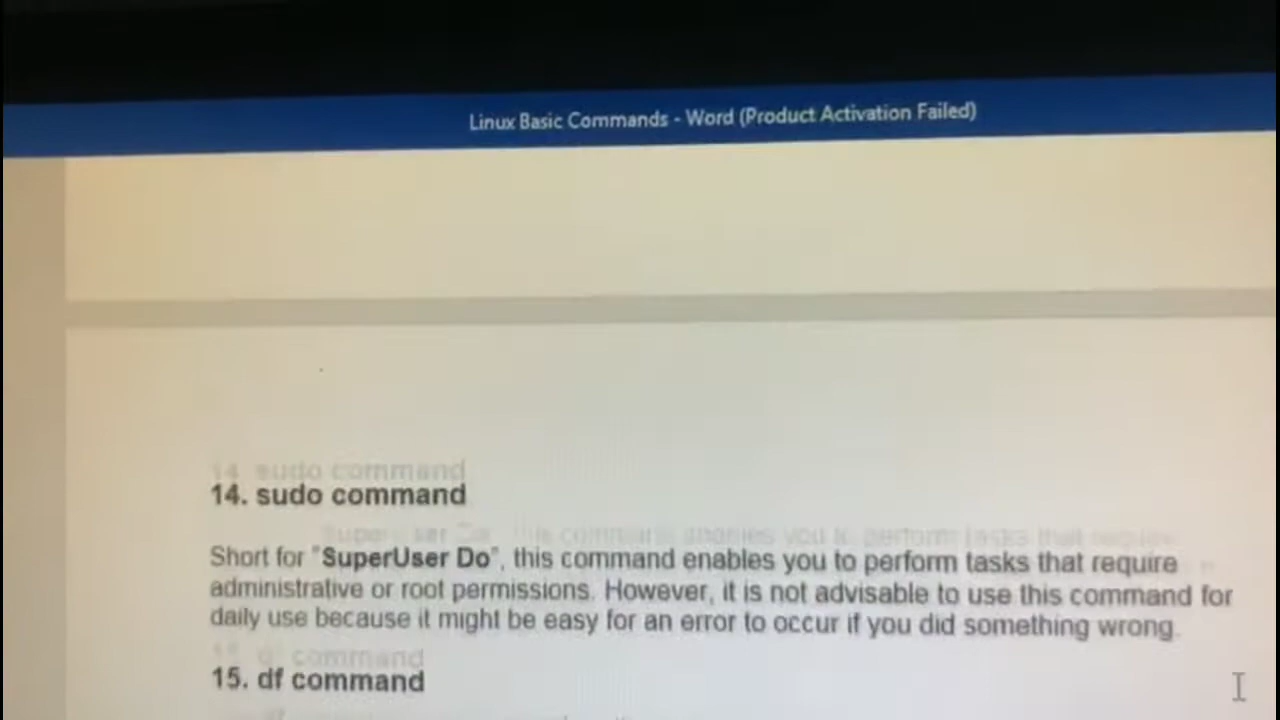 Linux Basic Commands - Word (Product Activation Failed)
14. sudo command
Short for "SuperUser Do", this command enables you to perform tasks that require
administrative or root permissions. However, it is not advisable to use this command for
daily use because it might be easy for an error to occur if you did something wrong.
15. df command